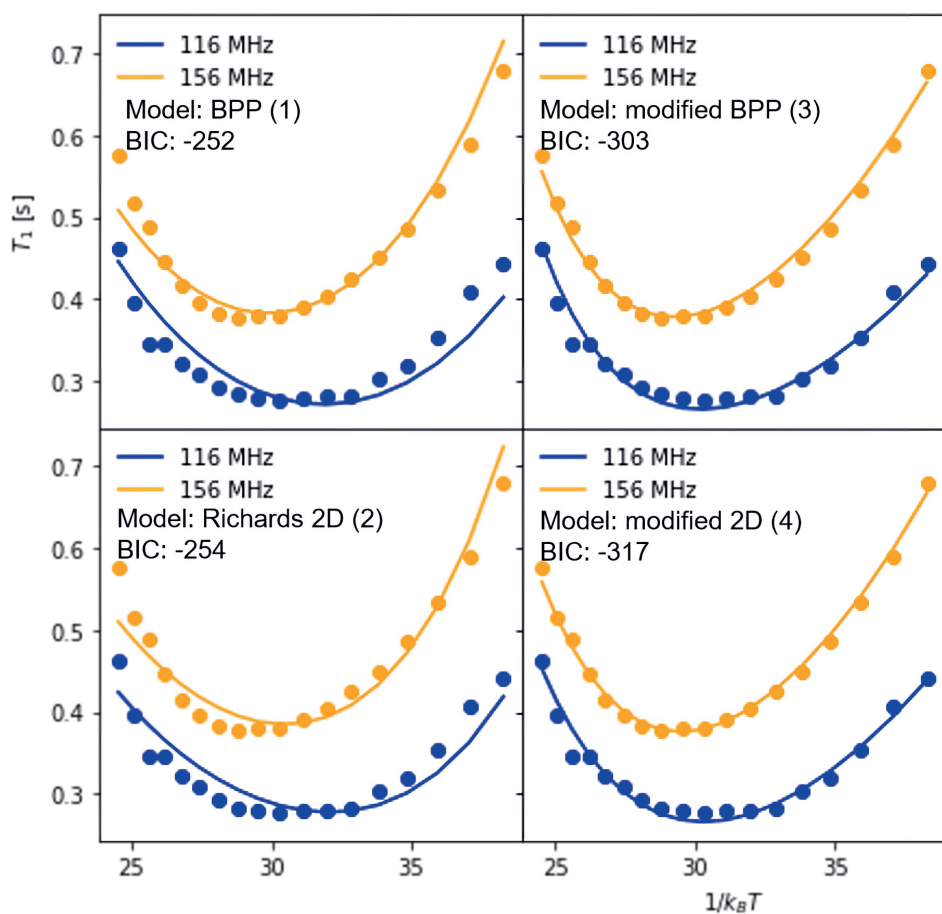 116 MHz
156 MHz
Model: BPP (1)
BIC: -252
116 MHz
156 MHz
Model: modified BPP (3)
BIC: -303
0.7
0.6
0.5
0.4
0.3
T₁ [s]
116 MHz
156 MHz
Model: Richards 2D (2)
BIC: -254
116 MHz
156 MHz
Model: modified 2D (4)
BIC: -317
0.7
0.6
0.5
0.4
0.3
25 30 35 25 30 35
1/k_BT